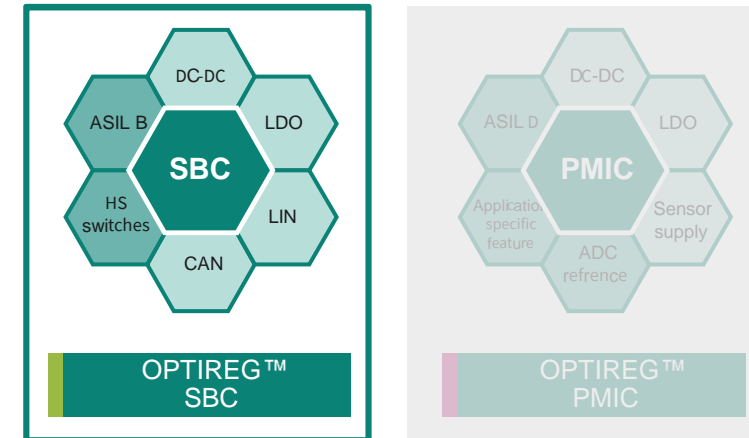 DC-DC
ASIL B
LDO
SBC
HS
switches
LIN
CAN
OPTIREG™
SBC
DC-DC
ASIL D
LDO
PMIC
Application
specific
feature
Sensor
supply
ADC
refrence
OPTIREG™
PMIC